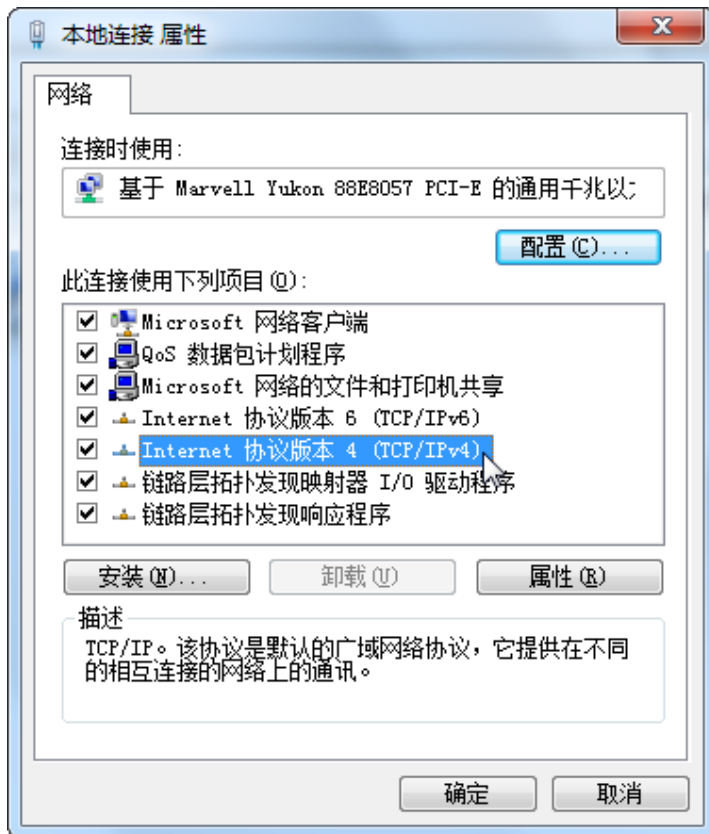 本地连接 属性
网络
连接时使用:
基于 Marvell Yukon 88E8057 PCI-E 的通用千兆以
配置(C)...
此连接使用下列项目(O):
Microsoft 网络客户端
QoS 数据包计划程序
Microsoft 网络的文件和打印机共享
Internet 协议版本 6 (TCP/IPv6)
Internet 协议版本 4 (TCP/IPv4)
链路层拓扑发现映射器 I/O 驱动程序
链路层拓扑发现响应程序
安装(N)...
卸载(U)
属性(R)
描述
TCP/IP。该协议是默认的广域网络协议，它提供在不同
的相互连接的网络上的通讯。
确定
取消